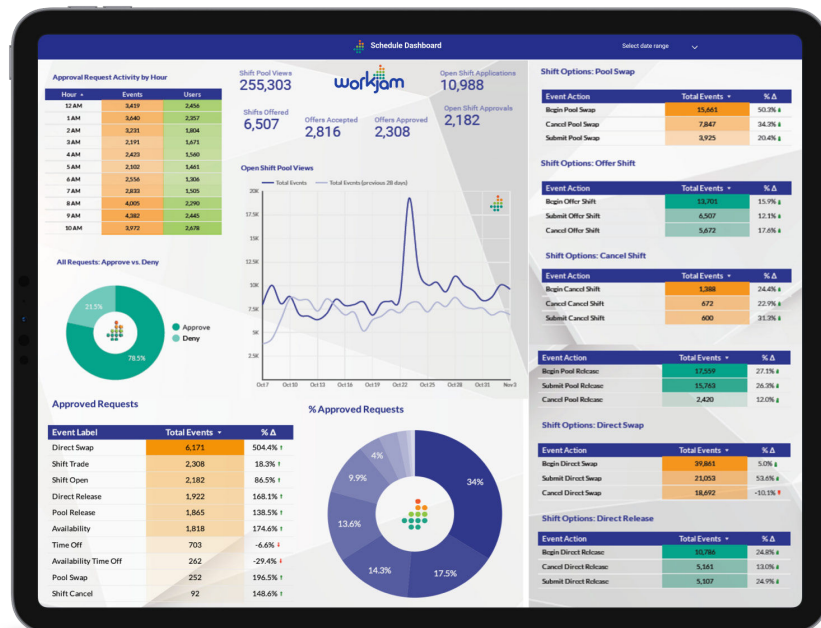 Schedule Dashboard
Select date range
Approval Request Activity by Hour
Hour Events Users
12 AM 3,419 2,456
1 AM 3,640 2,357
2 AM 3,231 1,804
3 AM 2,191 1,671
4 AM 2,423 1,560
5 AM 2,102 1,461
6 AM 2,556 1,306
7 AM 2,833 1,505
8 AM 4,005 2,290
9 AM 4,382 2,445
10 AM 3,972 2,678
Shift Pool Views
255,303
workjam
Open Shift Applications
10,988
Shifts Offered
6,507
Offers Accepted
2,816
Offers Approved
2,308
Open Shift Approvals
2,182
Open Shift Pool Views
Total Events Total Events (previous 28 days)
20K
17.5K
15K
12.5K
10K
7.5K
5K
2.5K
Oct 7 Oct 10 Oct 13 Oct 16 Oct 19 Oct 22 Oct 25 Oct 28 Oct 31 Nov 3
All Requests: Approve vs. Deny
21.5%
78.5%
Approve
Deny
Approved Requests
Event Label Total Events % Δ
Direct Swap 6,171 504.4% ↑
Shift Trade 2,308 18.3% ↑
Shift Open 2,182 86.5% ↑
Direct Release 1,922 168.1% ↑
Pool Release 1,865 138.5% ↑
Availability 1,818 174.6% ↑
Time Off 703 -6.6% ↓
Availability Time Off 262 -29.4% ↓
Pool Swap 252 196.5% ↑
Shift Cancel 92 148.6% ↑
% Approved Requests
4%
9.9%
34%
13.6%
14.3%
17.5%
Shift Options: Pool Swap
Event Action Total Events % Δ
Begin Pool Swap 15,661 50.3%
Cancel Pool Swap 7,847 34.3%
Submit Pool Swap 3,925 20.4%
Shift Options: Offer Shift
Event Action Total Events % Δ
Begin Offer Shift 13,701 15.9%
Submit Offer Shift 6,507 12.1%
Cancel Offer Shift 5,672 17.6%
Shift Options: Cancel Shift
Event Action Total Events % Δ
Begin Cancel Shift 1,388 24.4%
Cancel Cancel Shift 672 22.9%
Submit Cancel Shift 600 31.3%
Event Action Total Events % Δ
Begin Pool Release 17,559 27.1%
Submit Pool Release 15,763 26.3%
Cancel Pool Release 2,420 12.0%
Shift Options: Direct Swap
Event Action Total Events % Δ
Begin Direct Swap 39,861 5.0%
Submit Direct Swap 21,053 53.6%
Cancel Direct Swap 18,692 -10.1%
Shift Options: Direct Release
Event Action Total Events % Δ
Begin Direct Release 10,786 24.8%
Cancel Direct Release 5,161 13.0%
Submit Direct Release 5,107 24.9%